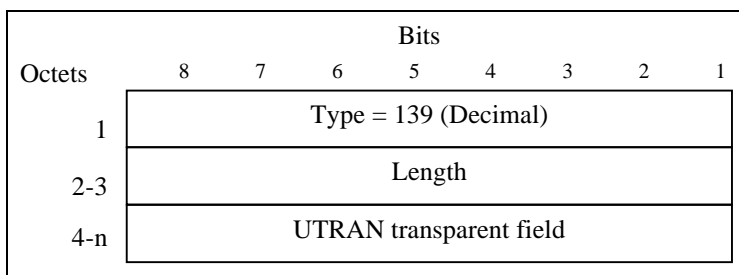 Bits
Octets 8 7 6 5 4 3 2 1
1 Type = 139 (Decimal)
2-3 Length
4-n UTRAN transparent field